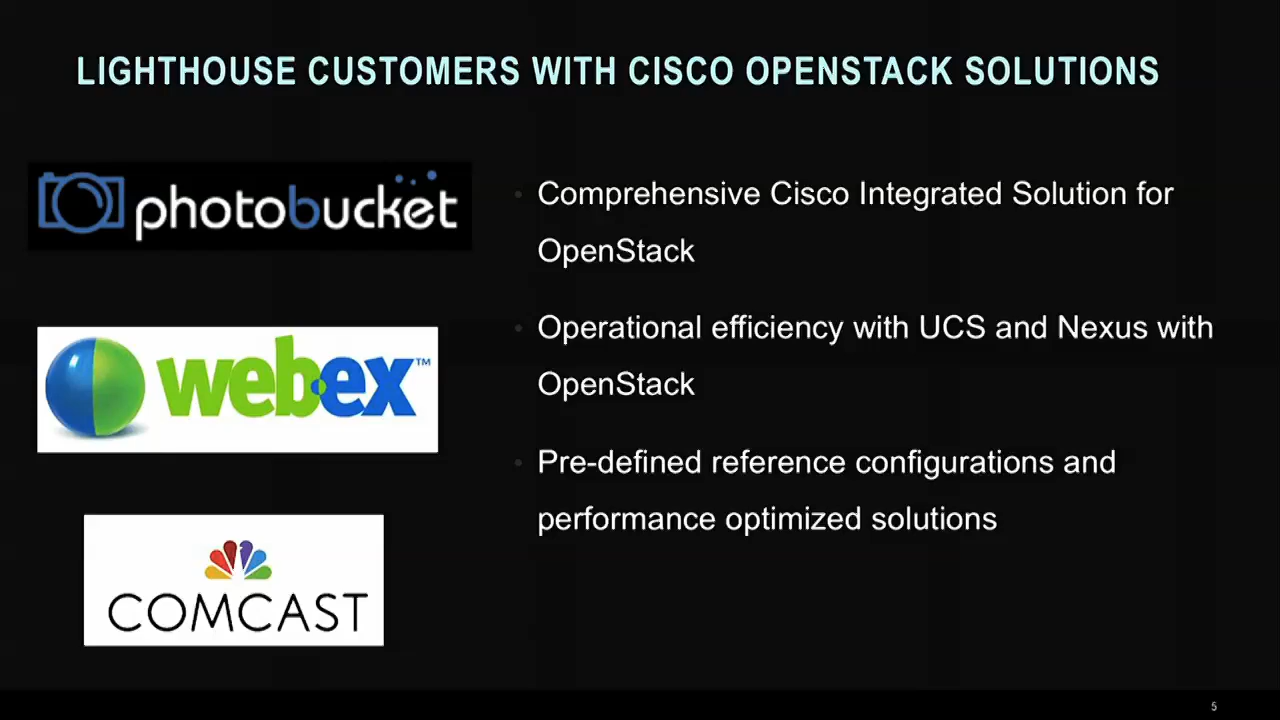 LIGHTHOUSE CUSTOMERS WITH CISCO OPENSTACK SOLUTIONS
photobucket
webex™
COMCAST
• Comprehensive Cisco Integrated Solution for
OpenStack
• Operational efficiency with UCS and Nexus with
OpenStack
• Pre-defined reference configurations and
performance optimized solutions
5